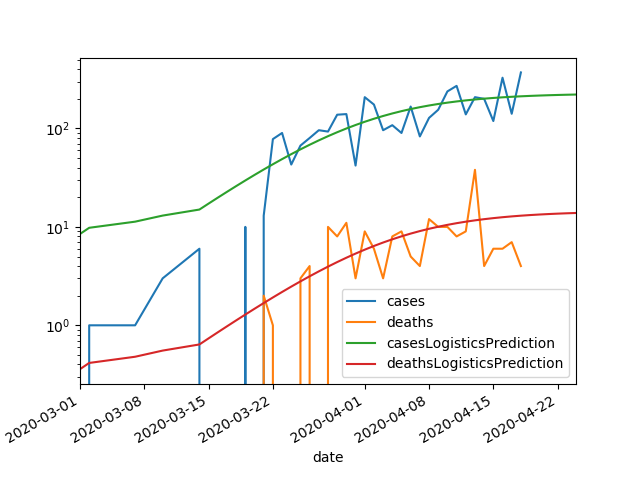 10²
10¹
10⁰
cases
deaths
casesLogisticsPrediction
deathsLogisticsPrediction
2020-03-01
2020-03-08
2020-03-15
2020-03-22
2020-04-01
2020-04-08
2020-04-15
2020-04-22
date